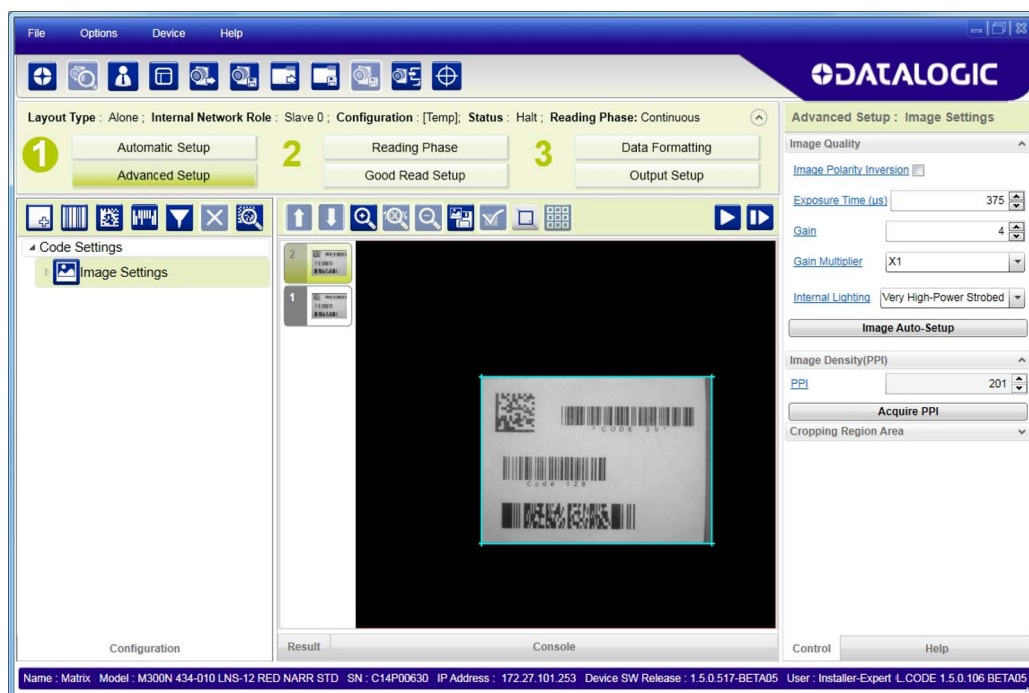 File Options Device Help
DATALOGIC
Layout Type : Alone ; Internal Network Role : Slave 0 ; Configuration : [Temp]; Status : Halt ; Reading Phase: Continuous
1 Automatic Setup 2 Reading Phase 3 Data Formatting
Advanced Setup Good Read Setup Output Setup
Code Settings
Image Settings
Configuration
2
1
*CODE 39*
Code 128
Result Console
Advanced Setup : Image Settings
Image Quality
Image Polarity Inversion
Exposure Time (µs) 375
Gain 4
Gain Multiplier X1
Internal Lighting Very High-Power Strobed
Image Auto-Setup
Image Density(PPI)
PPI 201
Acquire PPI
Cropping Region Area
Control Help
Name : Matrix Model : M300N 434-010 LNS-12 RED NARR STD SN : C14P00630 IP Address : 172.27.101.253 Device SW Release : 1.5.0.517-BETA05 User : Installer-Expert L.CODE 1.5.0.106 BETA05